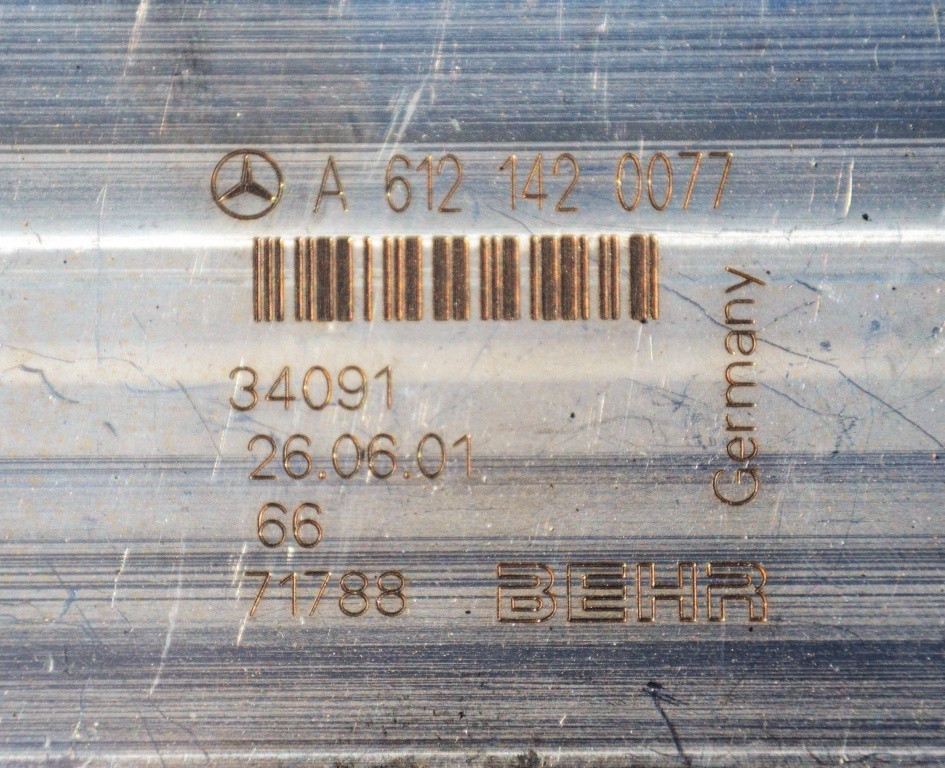 A 612 142 0077
34091
26.06.01
66
71788
BEHR
Germany